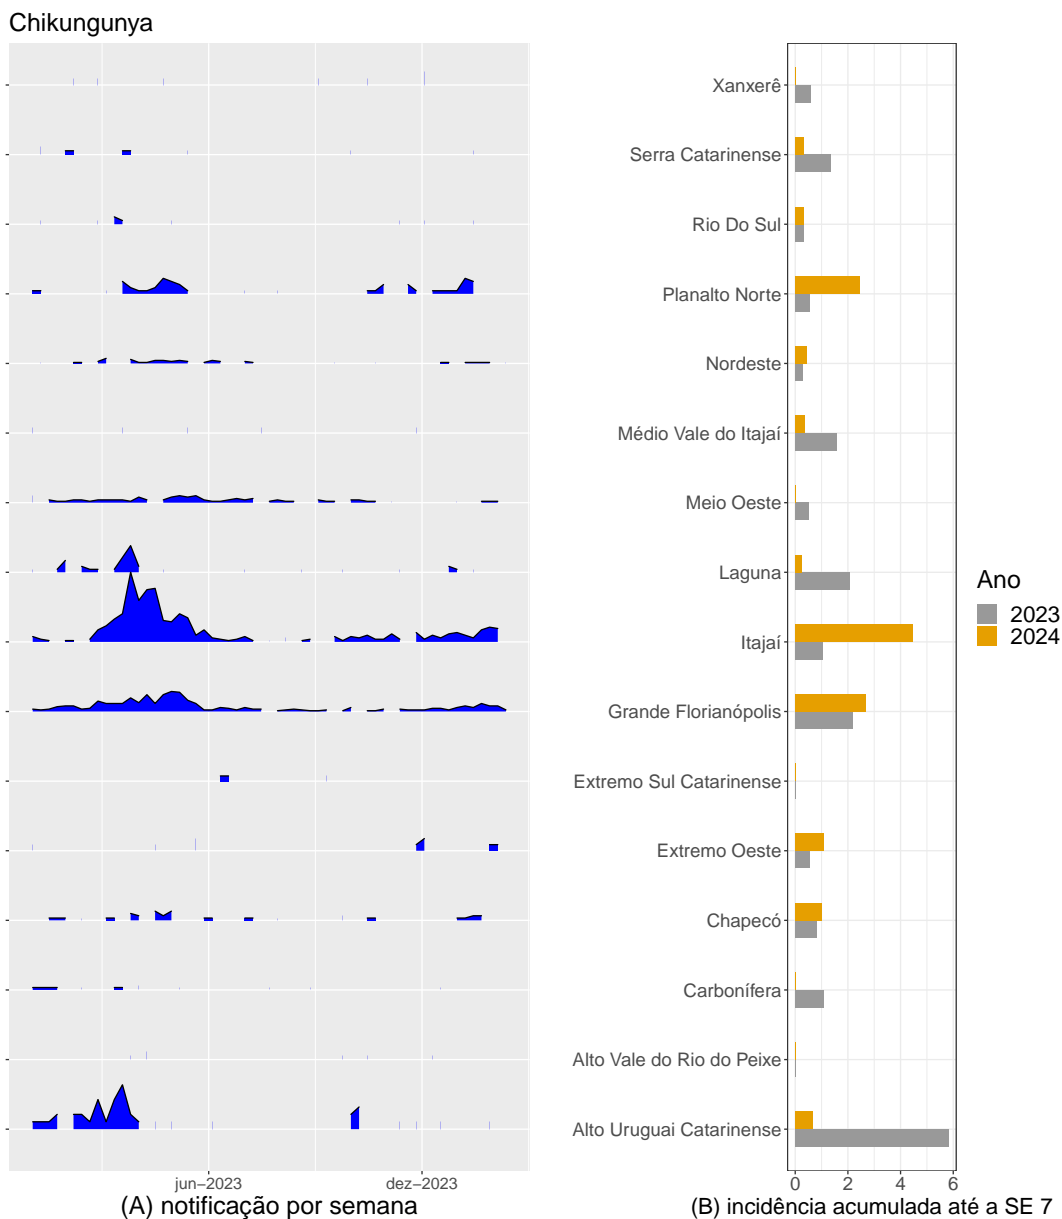 Chikungunya
Xanxerê
Serra Catarinense
Rio Do Sul
Planalto Norte
Nordeste
Médio Vale do Itajaí
Meio Oeste
Laguna
Itajaí
Grande Florianópolis
Extremo Sul Catarinense
Extremo Oeste
Chapecó
Carbonífera
Alto Vale do Rio do Peixe
Alto Uruguai Catarinense
Ano
2023
2024
jun−2023 dez−2023
0 2 4 6
(A) notificação por semana
(B) incidência acumulada até a SE 7